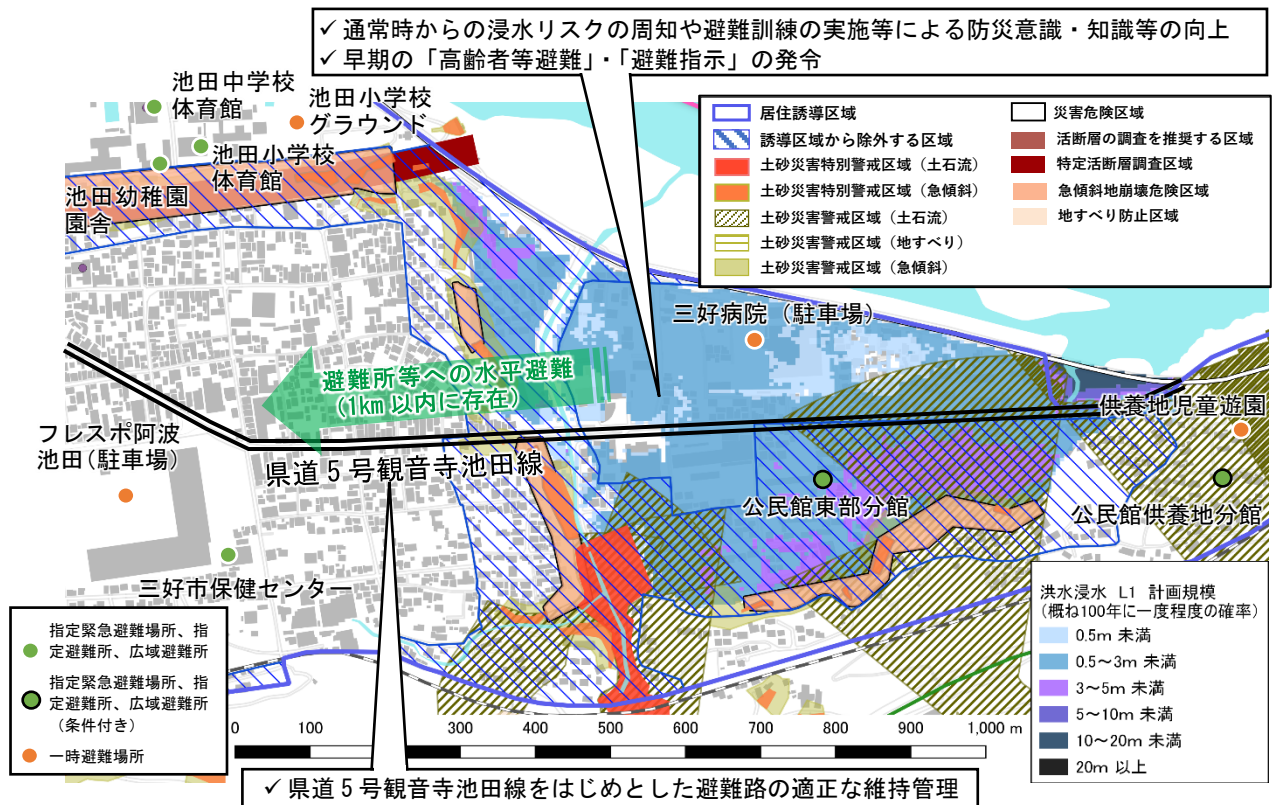 ✓ 通常時からの浸水リスクの周知や避難訓練の実施等による防災意識・知識等の向上
✓ 早期の「高齢者等避難」・「避難指示」の発令
池田中学校
体育館
池田小学校
グラウンド
池田小学校
体育館
池田幼稚園
園舎
居住誘導区域
誘導区域から除外する区域
土砂災害特別警戒区域（土石流）
土砂災害特別警戒区域（急傾斜）
土砂災害警戒区域（土石流）
土砂災害警戒区域（地すべり）
土砂災害警戒区域（急傾斜）
災害危険区域
活断層の調査を推奨する区域
特定活断層調査区域
急傾斜地崩壊危険区域
地すべり防止区域
三好病院（駐車場）
避難所等への水平避難
（1km 以内に存在）
供養地児童遊園
フレスポ阿波
池田（駐車場）
県道５号観音寺池田線
公民館東部分館
公民館供養地分館
三好市保健センター
指定緊急避難場所、指
定避難所、広域避難所
指定緊急避難場所、指
定避難所、広域避難所
（条件付き）
一時避難場所
洪水浸水 L1 計画規模
（概ね100年に一度程度の確率）
0.5m 未満
0.5～3m 未満
3～5m 未満
5～10m 未満
10～20m 未満
20m 以上
0 100 300 400 500 600 700 800 900 1,000 m
✓ 県道５号観音寺池田線をはじめとした避難路の適正な維持管理